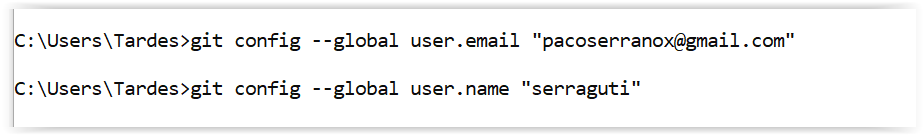 C:\Users\Tardes>git config --global user.email "pacoserranox@gmail.com"
C:\Users\Tardes>git config --global user.name "serraguti"